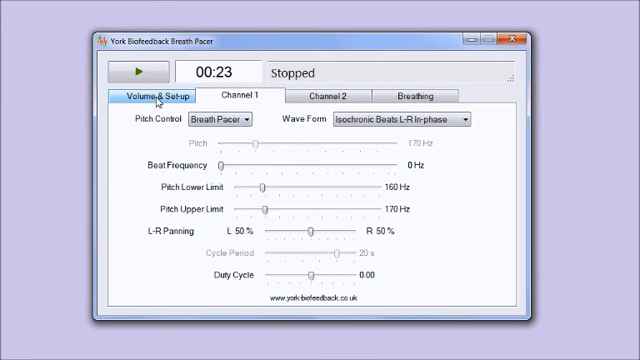 York Biofeedback Breath Pacer
00:23 Stopped
Volume & Set-up Channel 1 Channel 2 Breathing
Pitch Control Breath Pacer Wave Form Isochronic Beats L-R In-phase
Pitch 170 Hz
Beat Frequency 0 Hz
Pitch Lower Limit 160 Hz
Pitch Upper Limit 170 Hz
L-R Panning L 50 % R 50 %
Cycle Period 20 s
Duty Cycle 0.00
www.york-biofeedback.co.uk